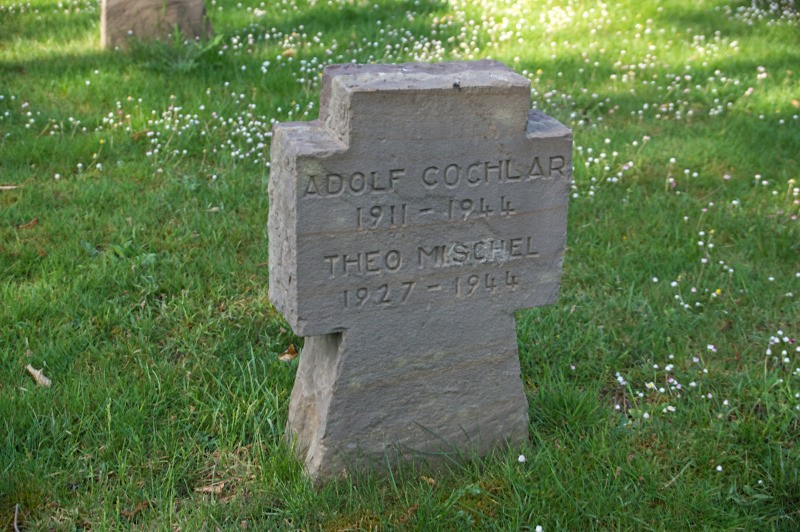 ADOLF COCHLAR
1911 - 1944
THEO MISCHEL
1927 - 1944